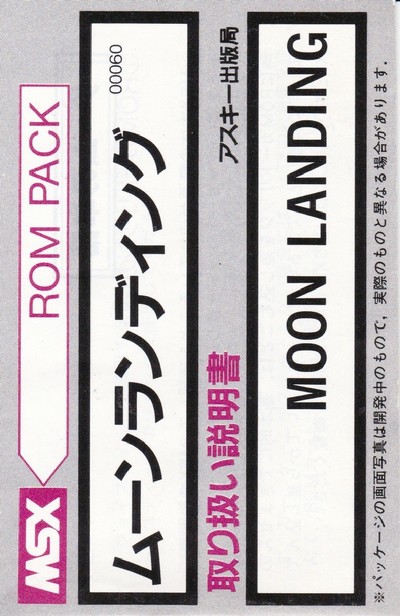 MSX ROM PACK
ムーンランディング 00060
取り扱い説明書 アスキー出版局
MOON LANDING
※パッケージの画面写真は開発中のもので，実際のものと異なる場合があります．